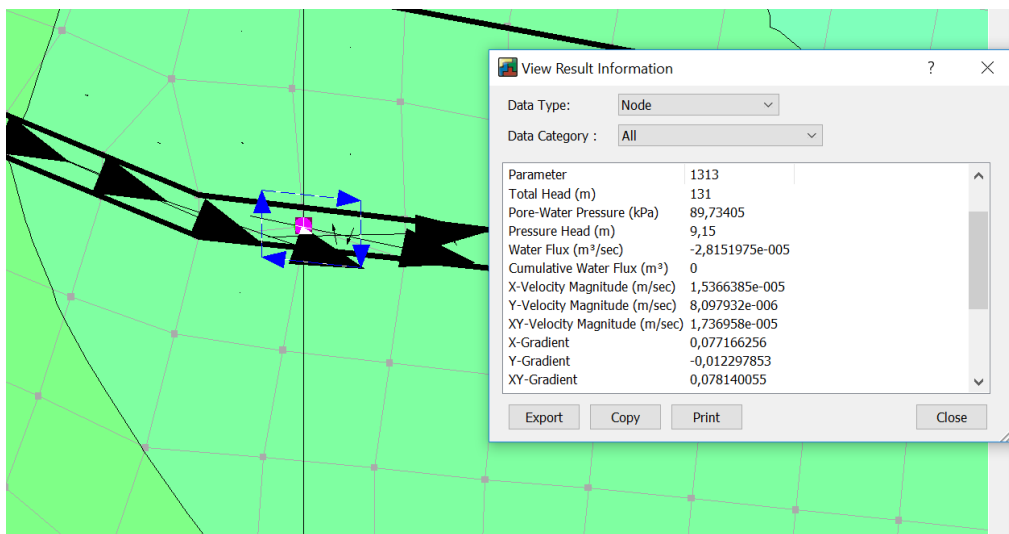 View Result Information ? ×
Data Type: Node
Data Category : All
Parameter 1313
Total Head (m) 131
Pore-Water Pressure (kPa) 89,73405
Pressure Head (m) 9,15
Water Flux (m³/sec) -2,8151975e-005
Cumulative Water Flux (m³) 0
X-Velocity Magnitude (m/sec) 1,5366385e-005
Y-Velocity Magnitude (m/sec) 8,097932e-006
XY-Velocity Magnitude (m/sec) 1,736958e-005
X-Gradient 0,077166256
Y-Gradient -0,012297853
XY-Gradient 0,078140055
Export Copy Print Close